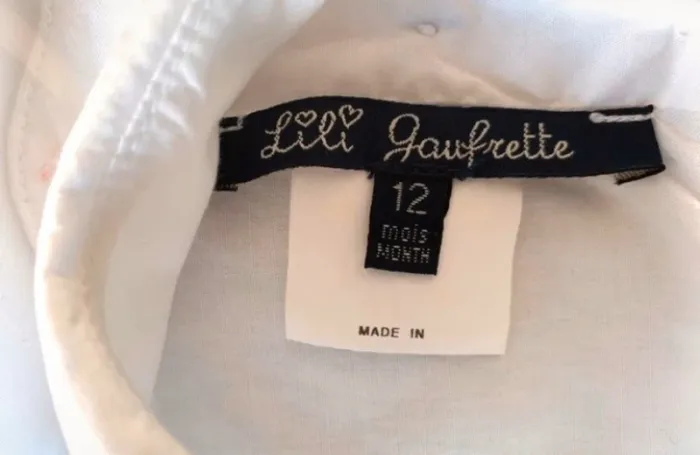 Lili Gaufrette
12
mois
MONTH
MADE IN